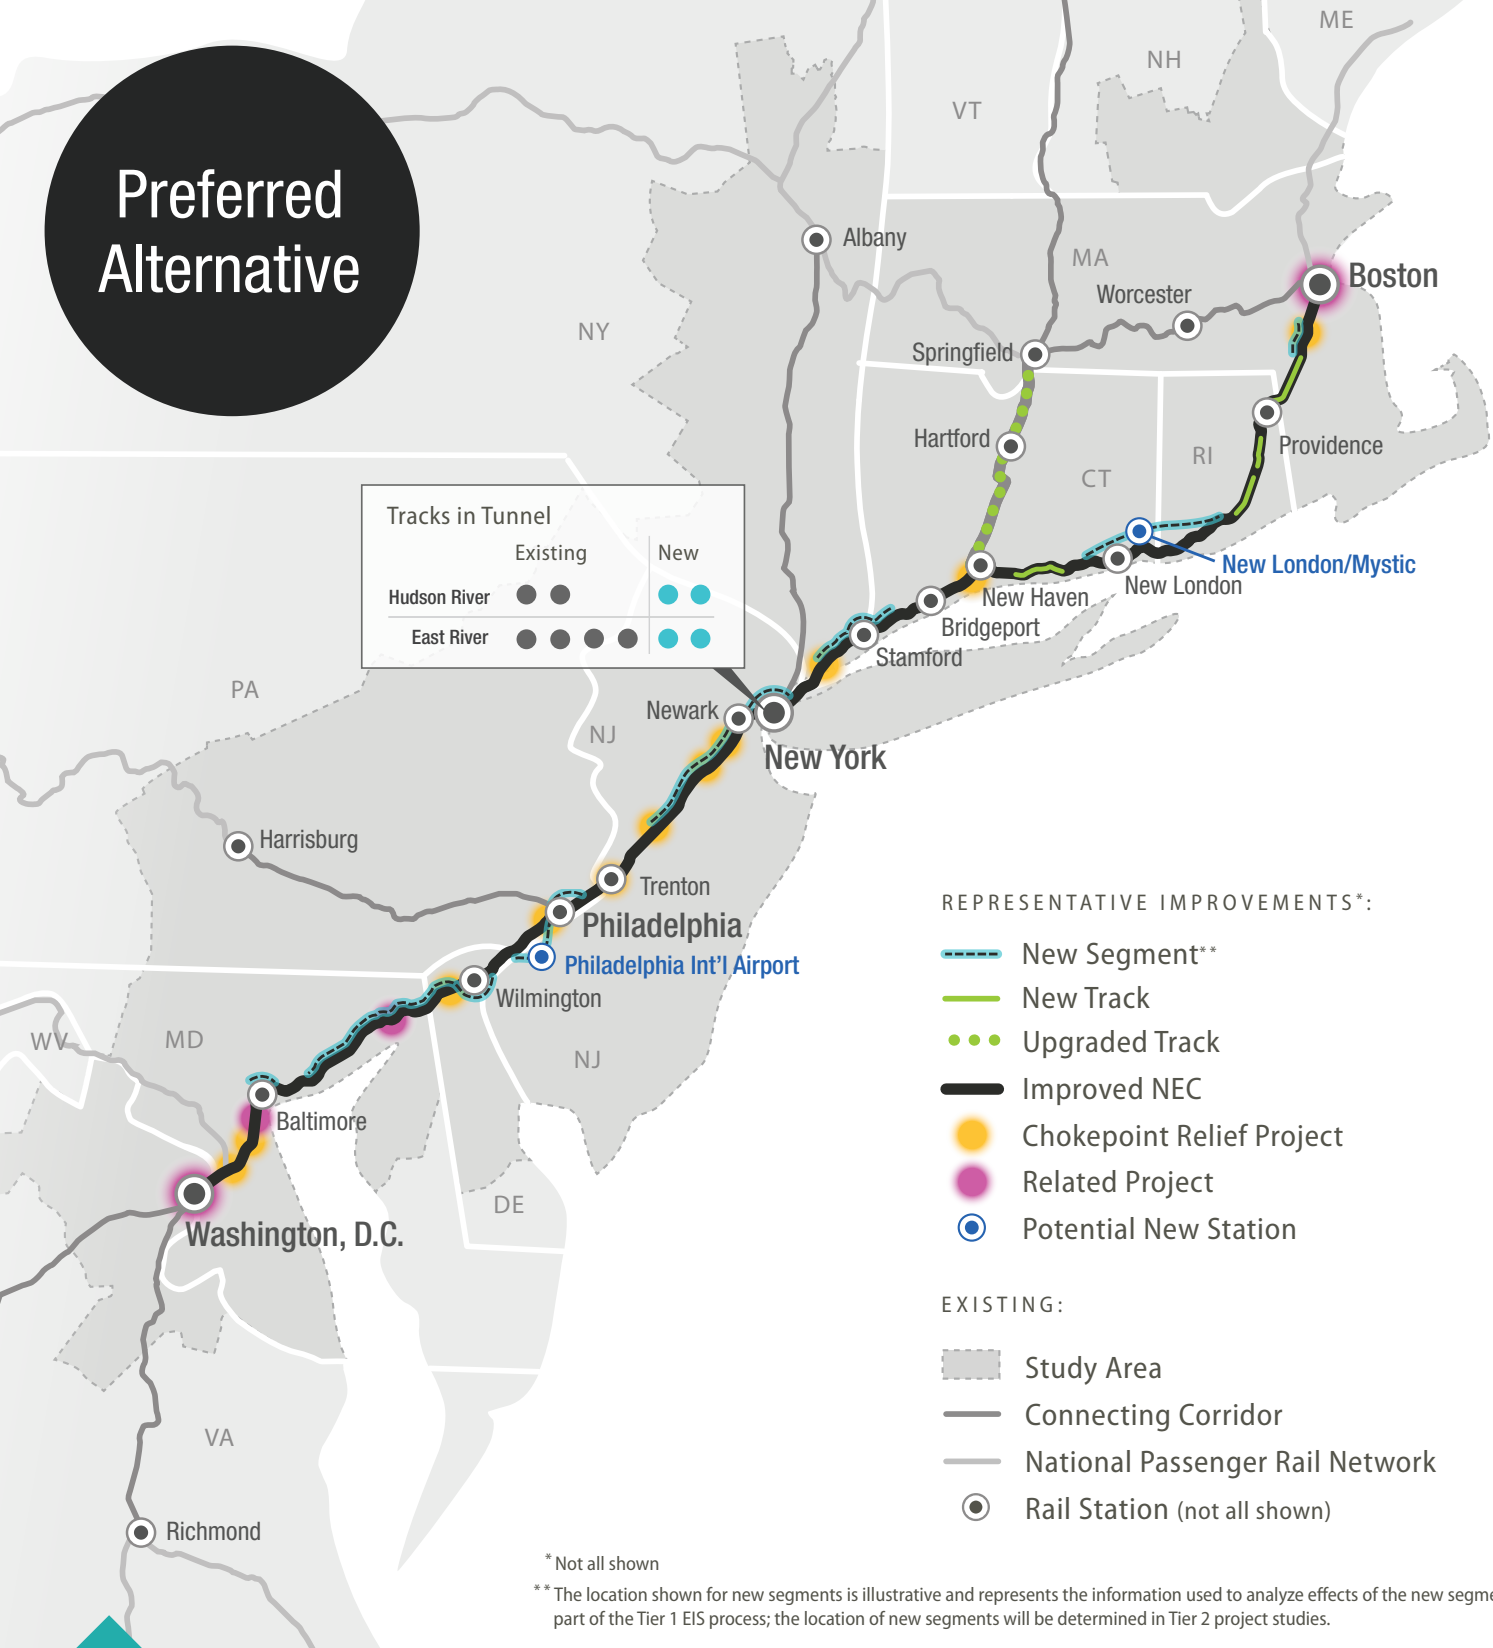 Preferred
Alternative
ME
NH
VT
Albany
MA
Boston
Worcester
NY
Springfield
Hartford
Providence
RI
CT
Tracks in Tunnel
Existing
New
Hudson River
East River
New London/Mystic
New London
New Haven
Bridgeport
Stamford
PA
Newark
NJ
New York
Harrisburg
Trenton
Philadelphia
Philadelphia Int'l Airport
Wilmington
WV
MD
NJ
Baltimore
DE
Washington, D.C.
VA
Richmond
REPRESENTATIVE IMPROVEMENTS*:
New Segment**
New Track
Upgraded Track
Improved NEC
Chokepoint Relief Project
Related Project
Potential New Station
EXISTING:
Study Area
Connecting Corridor
National Passenger Rail Network
Rail Station (not all shown)
* Not all shown
** The location shown for new segments is illustrative and represents the information used to analyze effects of the new
part of the Tier 1 EIS process; the location of new segments will be determined in Tier 2 project studies.